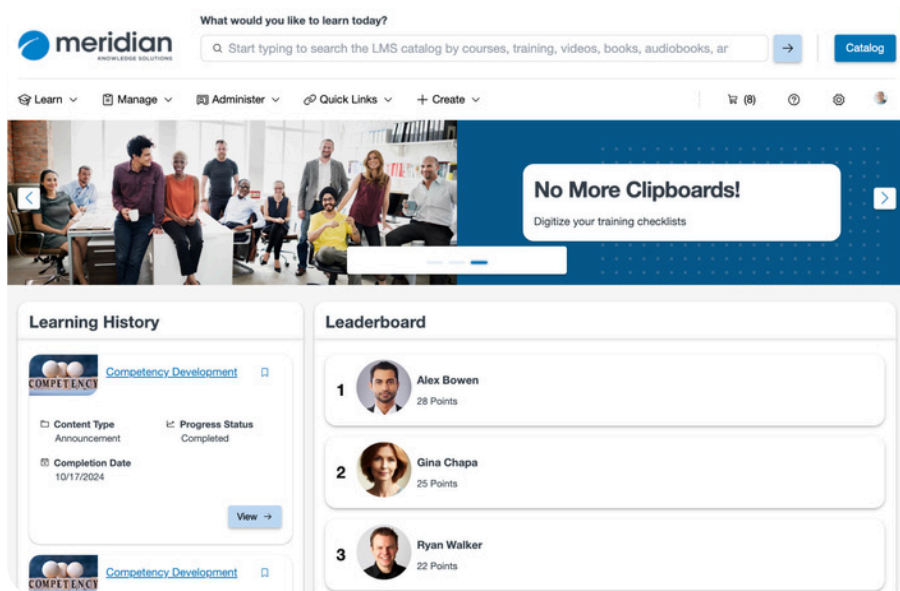 What would you like to learn today?
meridian
KNOWLEDGE SOLUTIONS
Start typing to search the LMS catalog by courses, training, videos, books, audiobooks, ar
Catalog
Learn
Manage
Administer
Quick Links
Create
(8)
No More Clipboards!
Digitize your training checklists
Learning History
COMPETENCY
Competency Development
Content Type
Announcement
Progress Status
Completed
Completion Date
10/17/2024
View
COMPETENCY
Competency Development
Leaderboard
1
Alex Bowen
28 Points
2
Gina Chapa
25 Points
3
Ryan Walker
22 Points